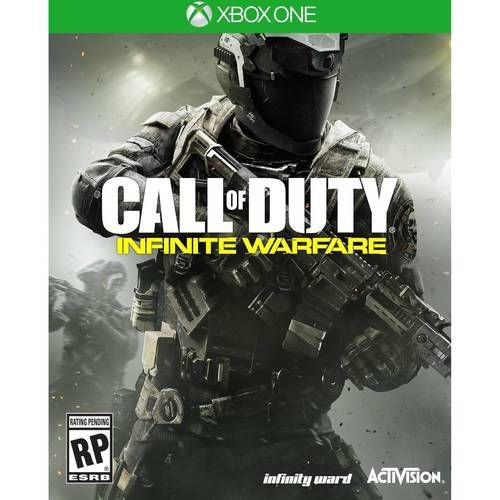 XBOX ONE
CALL OF DUTY®
INFINITE WARFARE
RATING PENDING
RP
ESRB
infinity ward
ACTIVISION